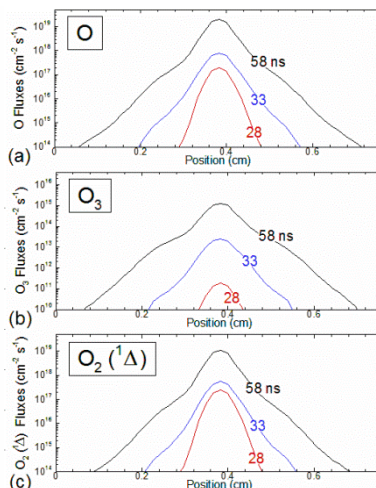 O
10¹⁹
10¹⁸
10¹⁷
10¹⁶
10¹⁵
10¹⁴
O Fluxes (cm⁻² s⁻¹)
58 ns
33
28
0
0.2
0.4
0.6
Position (cm)
(a)
O₃
10¹⁶
10¹⁵
10¹⁴
10¹³
10¹²
10¹¹
10¹⁰
O₃ Fluxes (cm⁻² s⁻¹)
58 ns
33
28
0
0.2
0.4
0.6
Position (cm)
(b)
O₂ (¹Δ)
10¹⁹
10¹⁸
10¹⁷
10¹⁶
10¹⁵
10¹⁴
O₂ (¹Δ) Fluxes (cm⁻² s⁻¹)
58 ns
33
28
0
0.2
0.4
0.6
Position (cm)
(c)